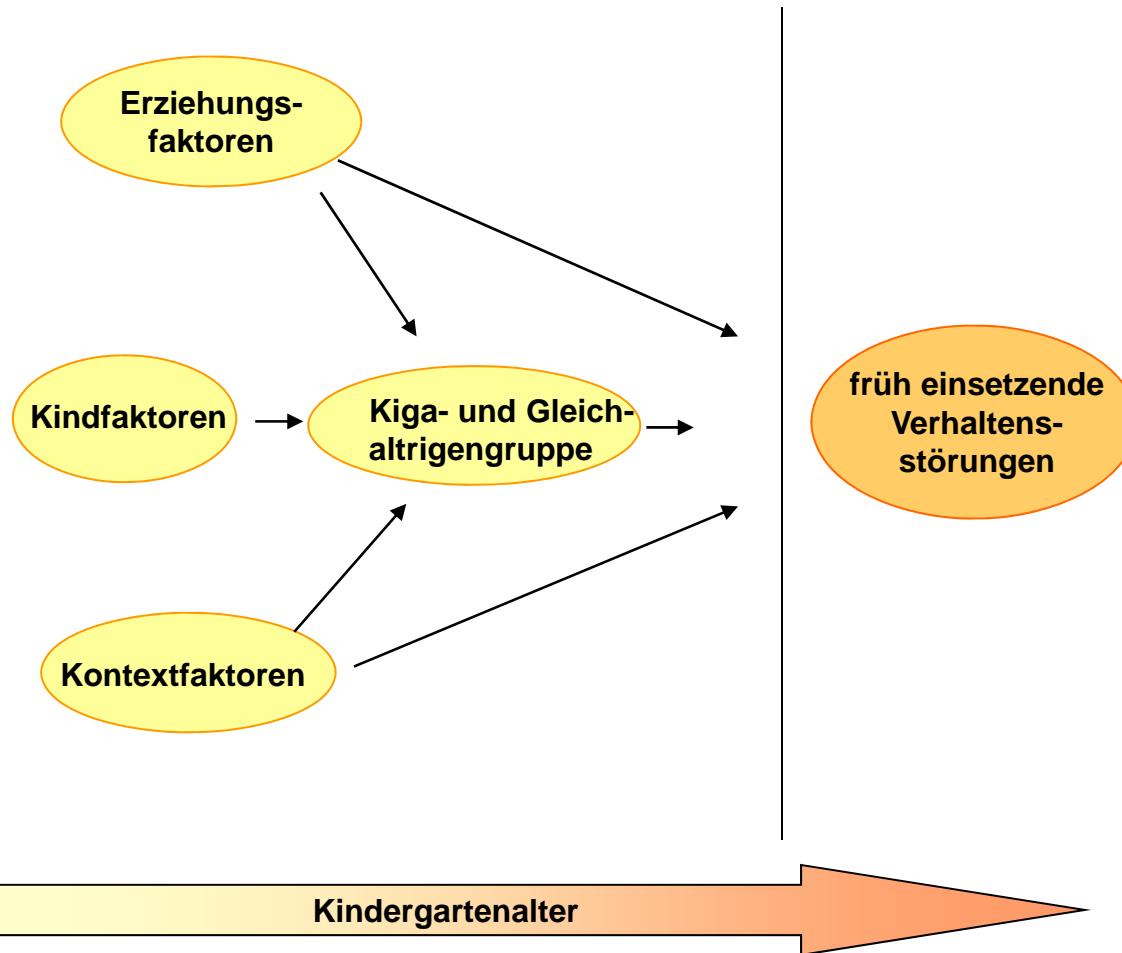 Erziehungs-
faktoren
Kindfaktoren
Kiga- und Gleich-
altrigengruppe
früh einsetzende
Verhaltens-
störungen
Kontextfaktoren
Kindergartenalter